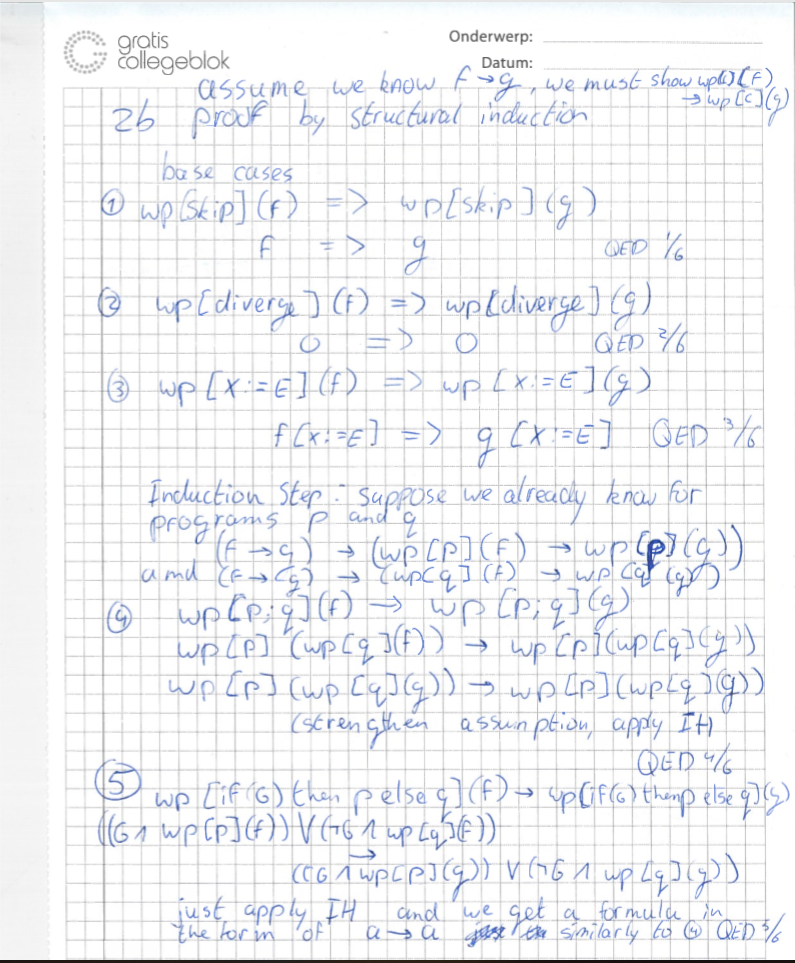 gratis
collegeblok
Onderwerp:
Datum:
assume we know f → g, we must show wp[c](f)
→ wp[c](g)
2b proof by structural induction
base cases
① wp[skip](f) => wp[skip](g)
f => g QED 1/6
② wp[diverge](f) => wp[diverge](g)
0 => 0 QED 2/6
③ wp[x:=E](f) => wp[x:=E](g)
f[x:=E] => g[x:=E] QED 3/6
Induction Step: suppose we already know for
programs p and q
(f → g) → (wp[p](f) → wp[p](g))
and (f → g) → (wp[q](f) → wp[q](g))
④ wp[p;q](f) → wp[p;q](g)
wp[p](wp[q](f)) → wp[p](wp[q](g))
wp[p](wp[q](g)) → wp[p](wp[q](g))
(strengthen assumption, apply IH)
QED 4/6
⑤ wp[if(G) then p else q](f) → wp[if(G) then p else q](g)
((G ∧ wp[p](f)) ∨ (¬G ∧ wp[q](f))
→
((G ∧ wp[p](g)) ∨ (¬G ∧ wp[q](g))
just apply IH and we get a formula in
the form of a → a similarly to ④ QED 5/6